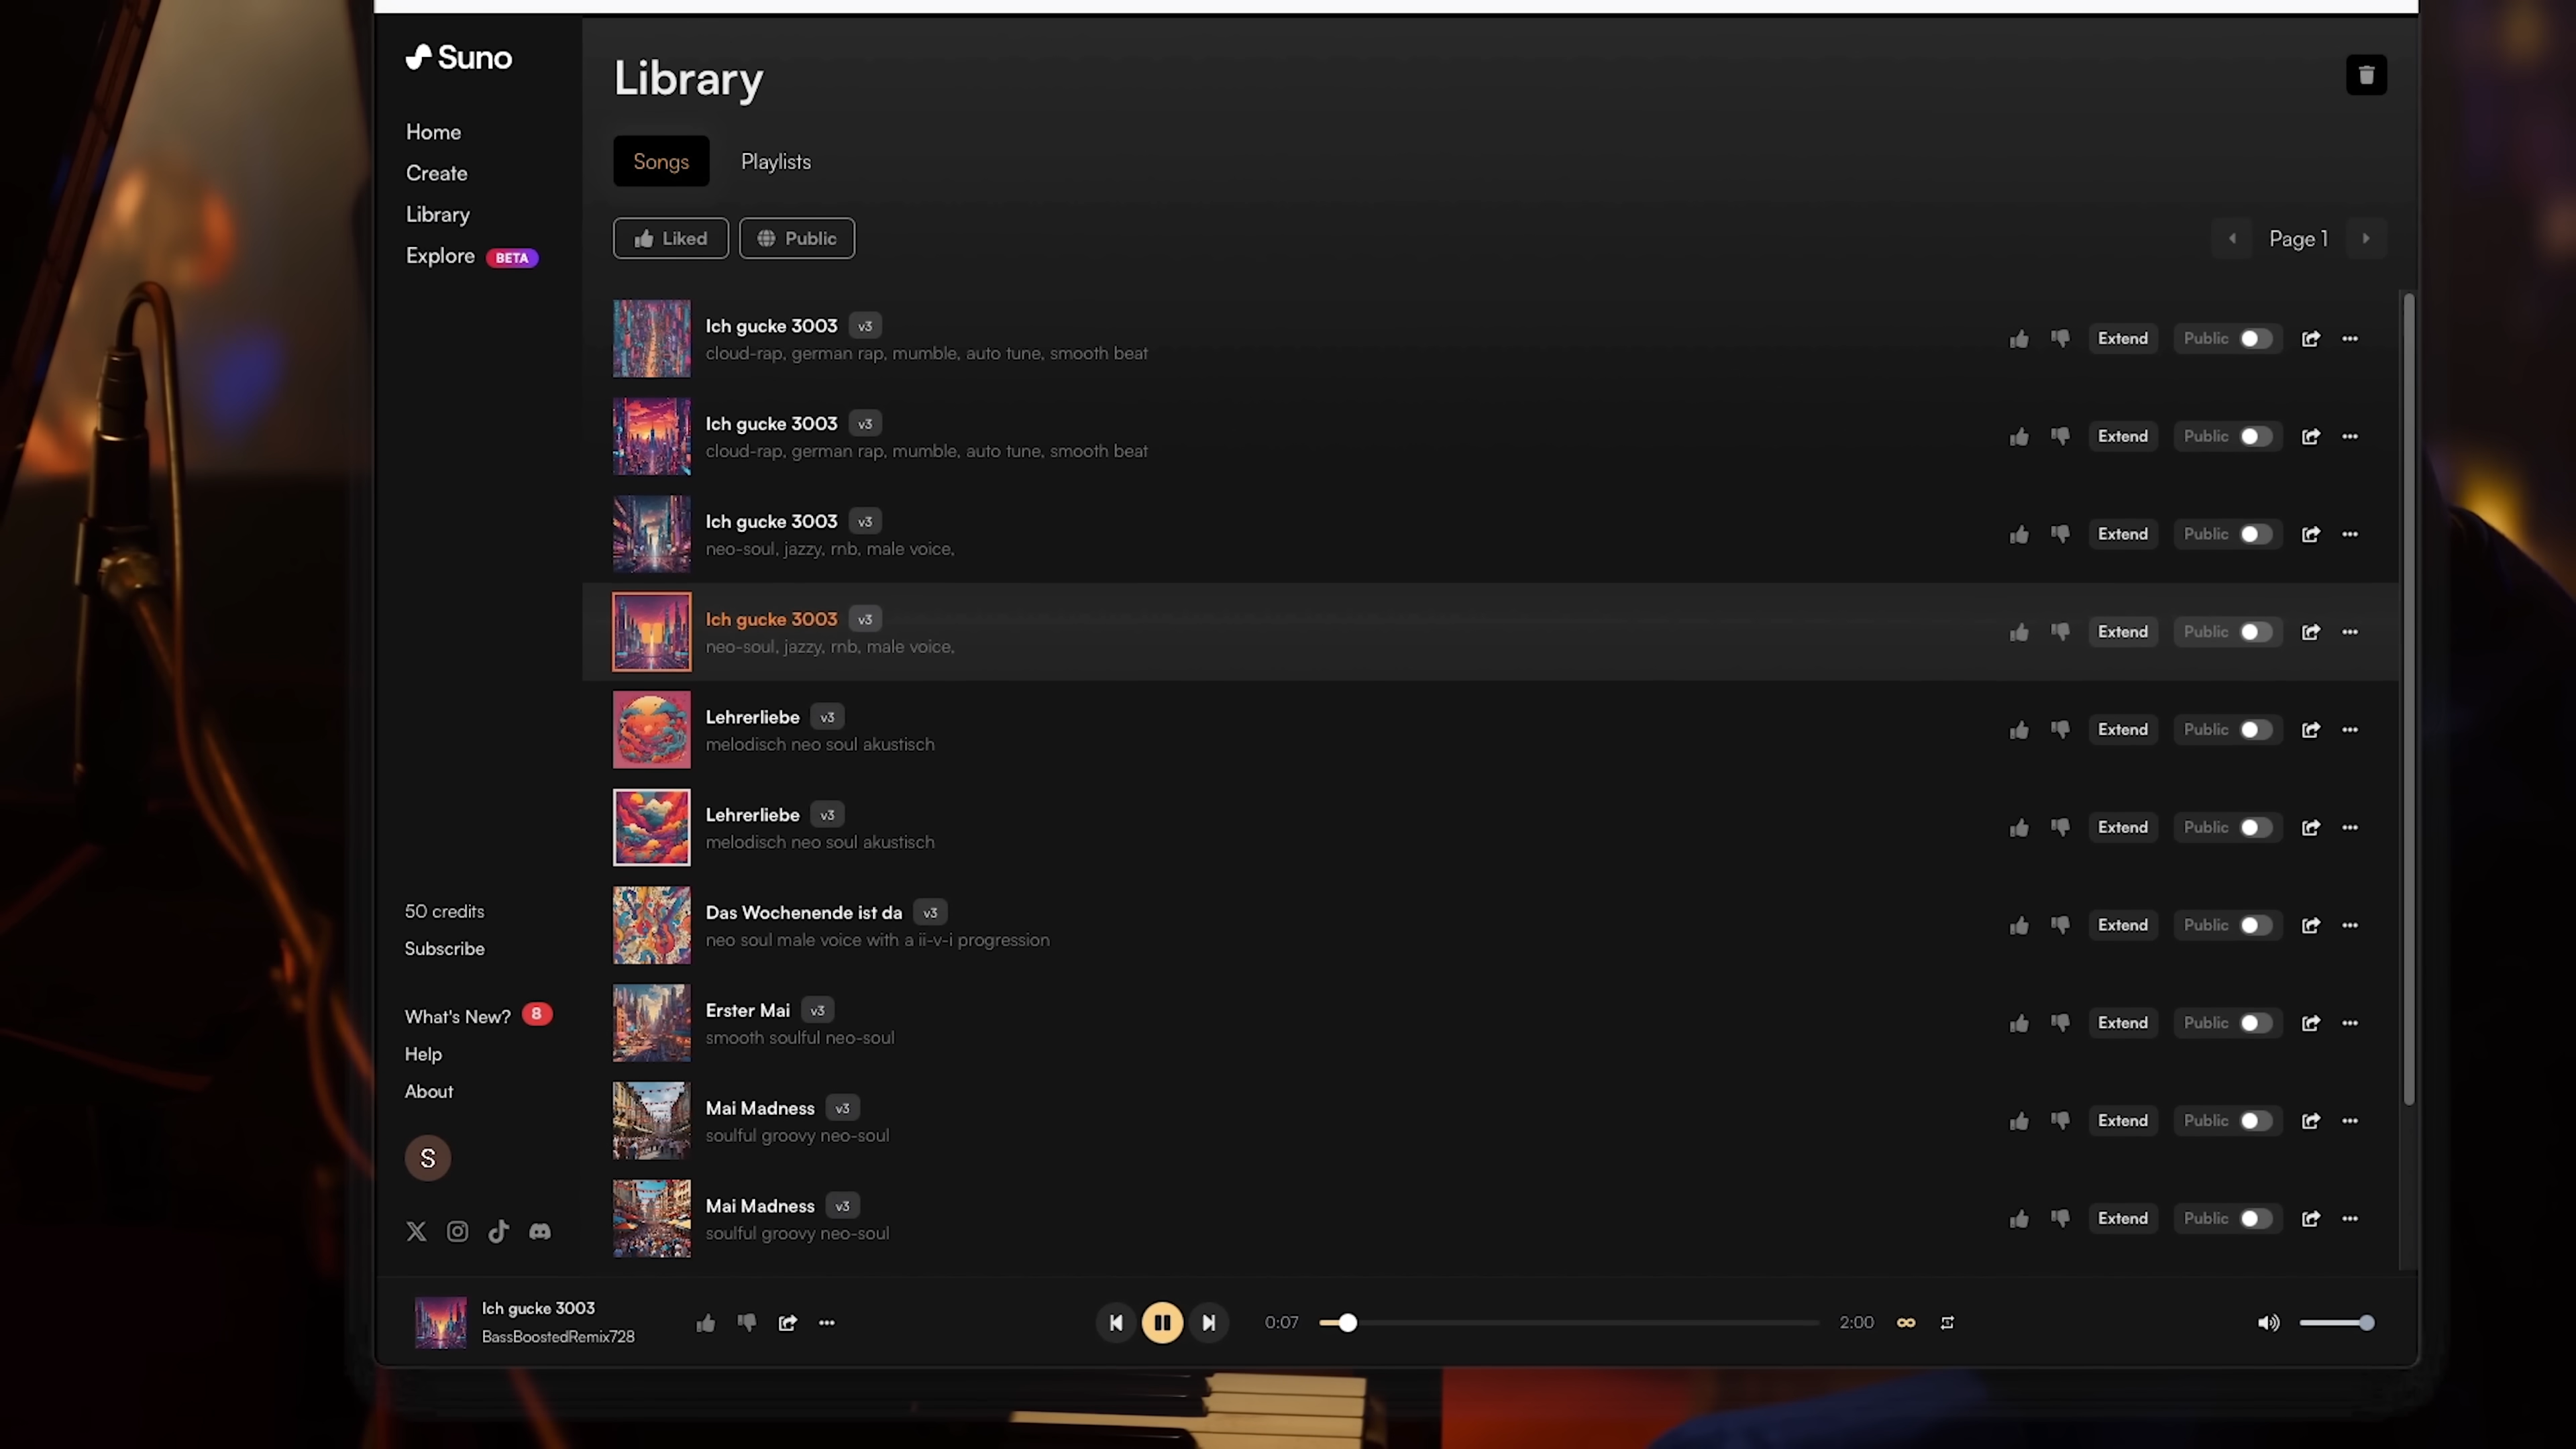 Suno
Home
Create
Library
Explore BETA
50 credits
Subscribe
What's New? 8
Help
About
S
Library
Songs Playlists
Liked Public
Page 1
Ich gucke 3003 v3
cloud-rap, german rap, mumble, auto tune, smooth beat
Extend Public
Ich gucke 3003 v3
cloud-rap, german rap, mumble, auto tune, smooth beat
Extend Public
Ich gucke 3003 v3
neo-soul, jazzy, rnb, male voice,
Extend Public
Ich gucke 3003 v3
neo-soul, jazzy, rnb, male voice,
Extend Public
Lehrerliebe v3
melodisch neo soul akustisch
Extend Public
Lehrerliebe v3
melodisch neo soul akustisch
Extend Public
Das Wochenende ist da v3
neo soul male voice with a ii-v-i progression
Extend Public
Erster Mai v3
smooth soulful neo-soul
Extend Public
Mai Madness v3
soulful groovy neo-soul
Extend Public
Mai Madness v3
soulful groovy neo-soul
Extend Public
Ich gucke 3003
BassBoostedRemix728
0:07 2:00